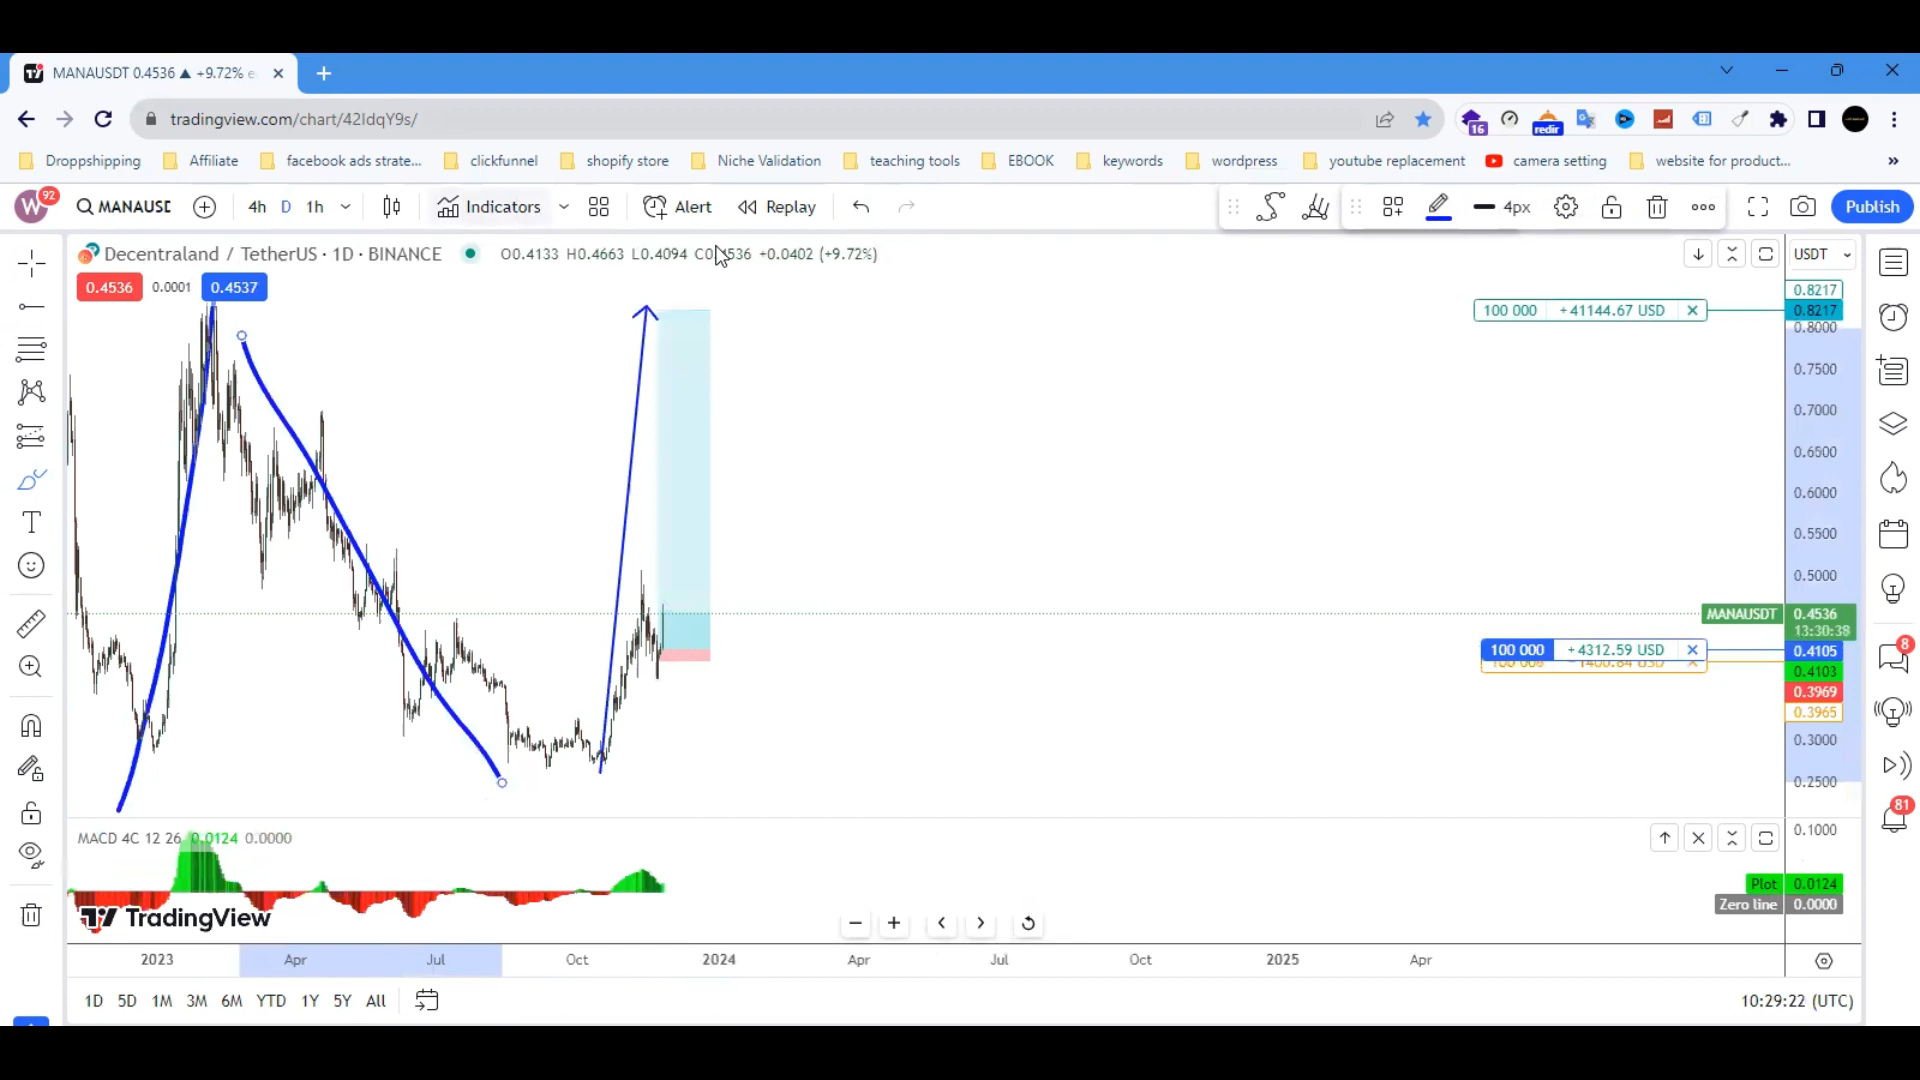 MANAUSDT 0.4536 ▲ +9.72%
tradingview.com/chart/42IdqY9s/
16
redir
Droppshipping Affiliate facebook ads strate... clickfunnel shopify store Niche Validation teaching tools EBOOK keywords wordpress youtube replacement camera setting website for product... »
W 92 MANAUSD 4h D 1h Indicators Alert Replay 4px Publish
Decentraland / TetherUS · 1D · BINANCE O0.4133 H0.4663 L0.4094 +0.0402 (+9.72%) USDT
0.4536 0.0001 0.4537
0.8217
100 000 +41144.67 USD 0.8217
0.8000
0.7500
0.7000
0.6500
0.6000
0.5500
0.5000
MANAUSDT 0.4536
13:30:38
100 000 +4312.59 USD 0.4105
0.4103
0.3969
0.3965
0.3000
0.2500
8
81
MACD 4C 12 26 0.0124 0.0000 0.1000
Plot 0.0124
Zero line 0.0000
TradingView
2023 Apr Jul Oct 2024 Apr Jul Oct 2025 Apr
1D 5D 1M 3M 6M YTD 1Y 5Y All 10:29:22 (UTC)